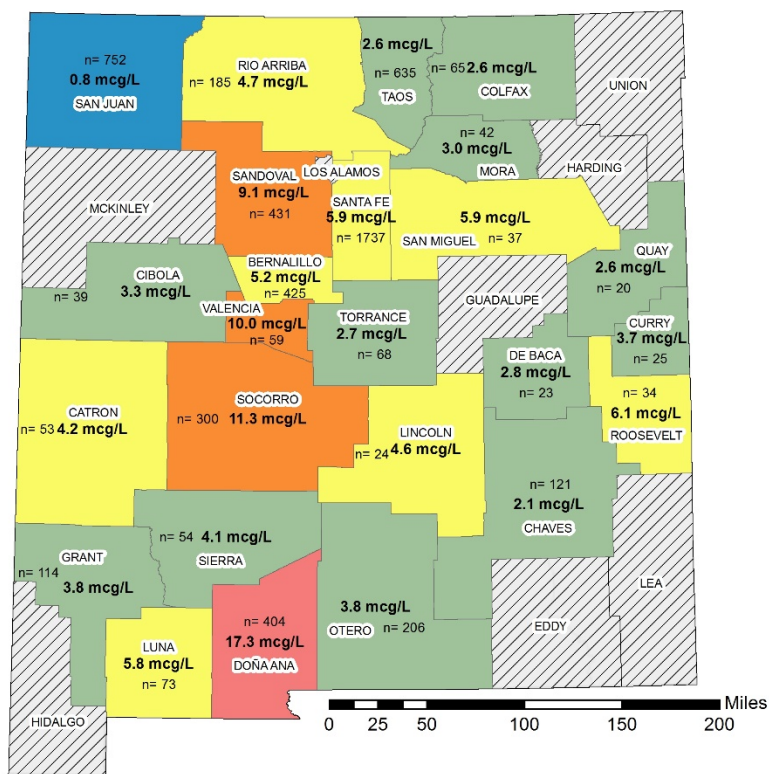 n= 752
0.8 mcg/L
SAN JUAN
RIO ARRIBA
n= 185 4.7 mcg/L
2.6 mcg/L
n= 635
TAOS
n= 65 2.6 mcg/L
COLFAX
UNION
n= 42
3.0 mcg/L
MORA
HARDING
MCKINLEY
SANDOVAL
9.1 mcg/L
n= 431
LOS ALAMOS
SANTA FE
5.9 mcg/L
n= 1737
5.9 mcg/L
SAN MIGUEL n= 37
QUAY
2.6 mcg/L
n= 20
CIBOLA
3.3 mcg/L
n= 39
BERNALILLO
5.2 mcg/L
n= 425
VALENCIA
10.0 mcg/L
n= 59
TORRANCE
2.7 mcg/L
n= 68
GUADALUPE
CURRY
3.7 mcg/L
n= 25
DE BACA
2.8 mcg/L
n= 23
n= 34
6.1 mcg/L
ROOSEVELT
CATRON
n= 53 4.2 mcg/L
SOCORRO
n= 300 11.3 mcg/L
LINCOLN
n= 24 4.6 mcg/L
n= 121
2.1 mcg/L
CHAVES
GRANT
n= 114
3.8 mcg/L
n= 54 4.1 mcg/L
SIERRA
LEA
LUNA
5.8 mcg/L
n= 73
n= 404
17.3 mcg/L
DOÑA ANA
3.8 mcg/L
OTERO n= 206
EDDY
HIDALGO
Miles
0 25 50 100 150 200